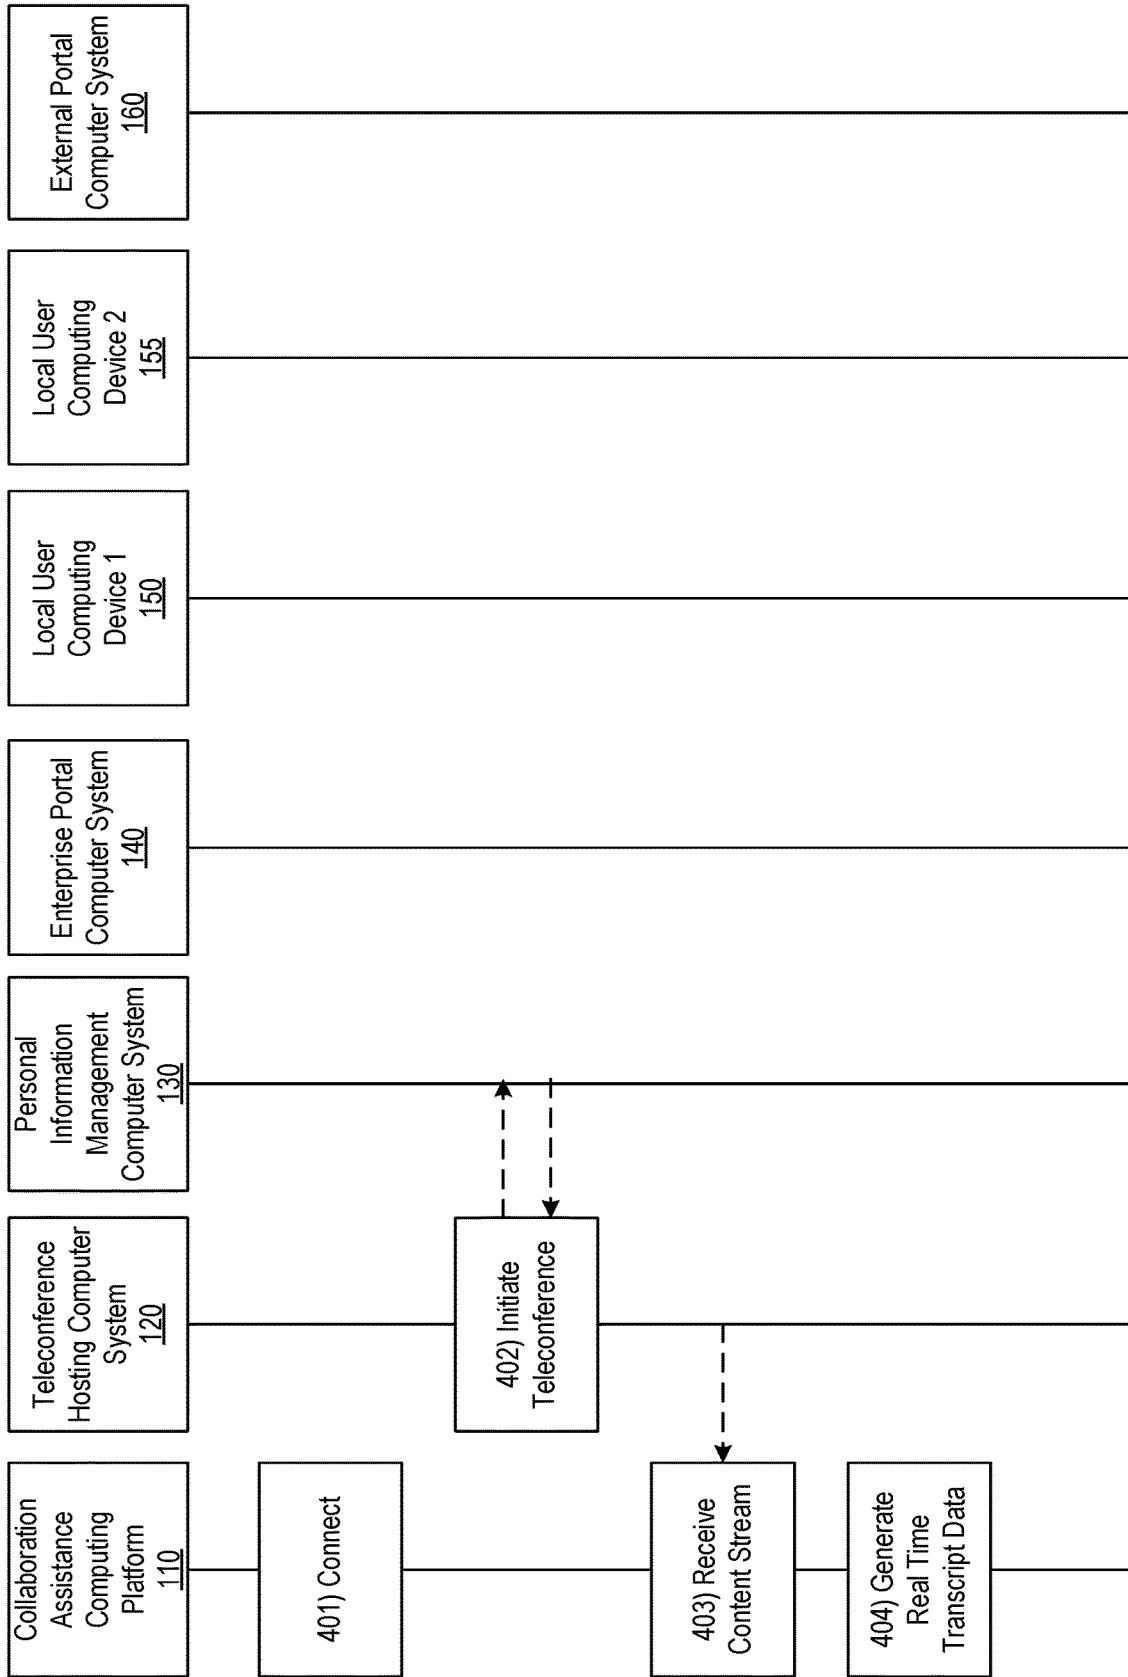 Collaboration
Assistance
Computing
Platform
110
Teleconference
Hosting Computer
System
120
Personal
Information
Management
Computer System
130
Enterprise Portal
Computer System
140
Local User
Computing
Device 1
150
Local User
Computing
Device 2
155
External Portal
Computer System
160
401) Connect
402) Initiate
Teleconference
403) Receive
Content Stream
404) Generate
Real Time
Transcript Data